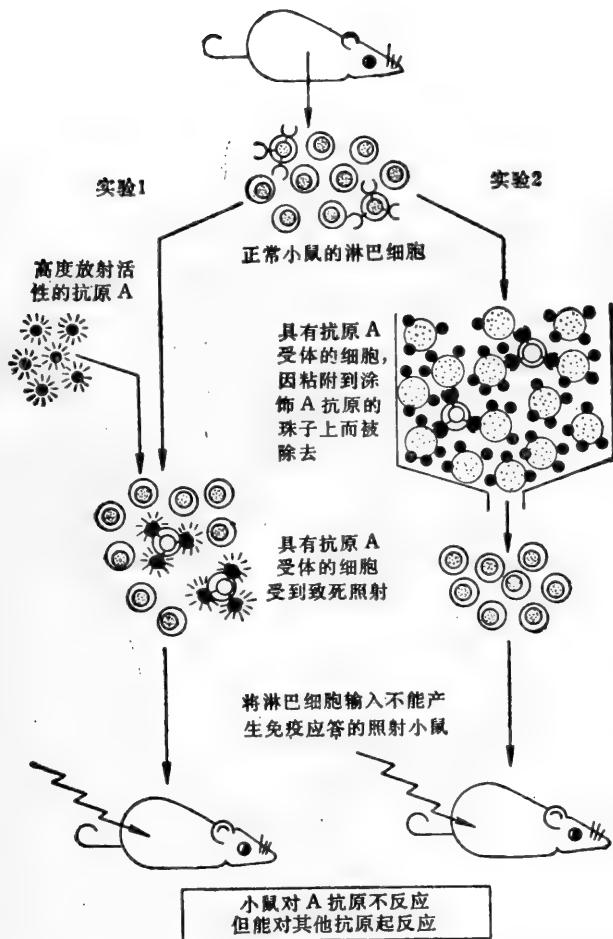 实验1
实验2
正常小鼠的淋巴细胞
高度放射活
性的抗原 A
具有抗原 A
受体的细胞,
因粘附到涂
饰 A 抗原的
珠子上而被
除去
具有抗原 A
受体的细胞
受到致死照射
将淋巴细胞输入不能产
生免疫应答的照射小鼠
小鼠对 A 抗原不反应
但能对其他抗原起反应